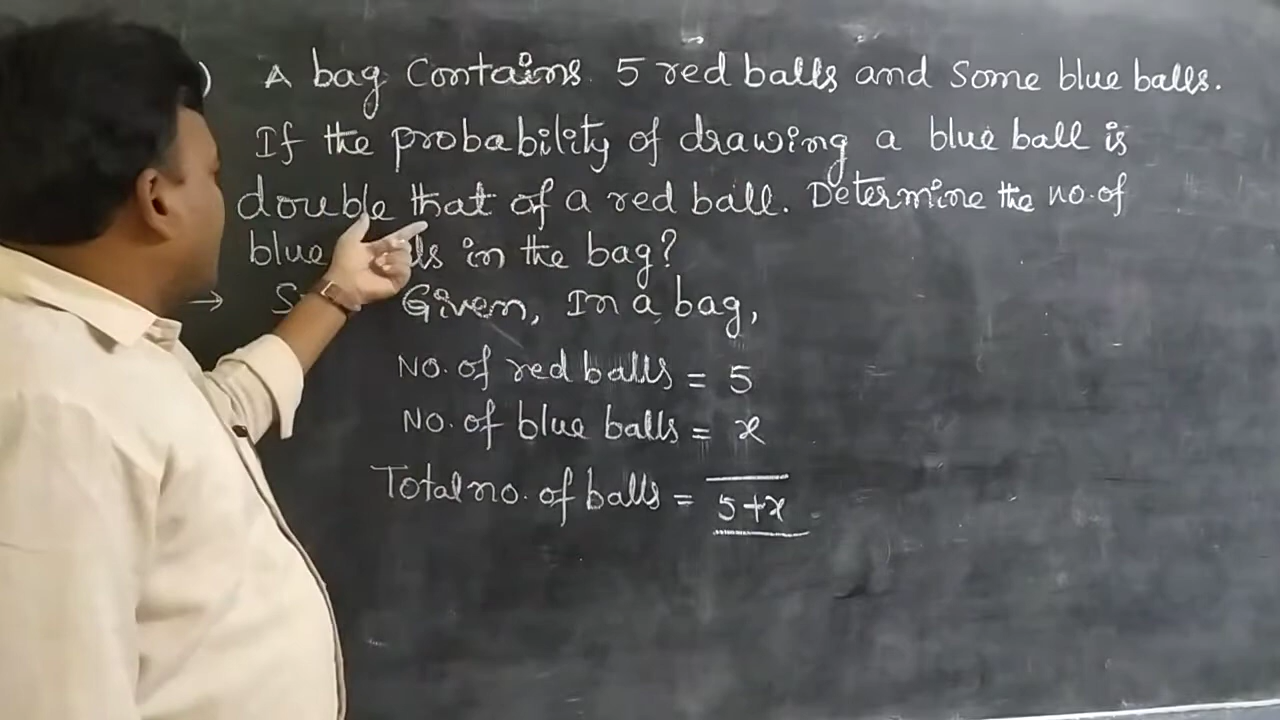 ) A bag Contains 5 red balls and Some blue balls.
If the probability of drawing a blue ball is
double that of a red ball. Determine the no. of
blue in the bag?
→ Given, In a bag,
No. of red balls = 5
No. of blue balls = x
Total no. of balls = 5+x